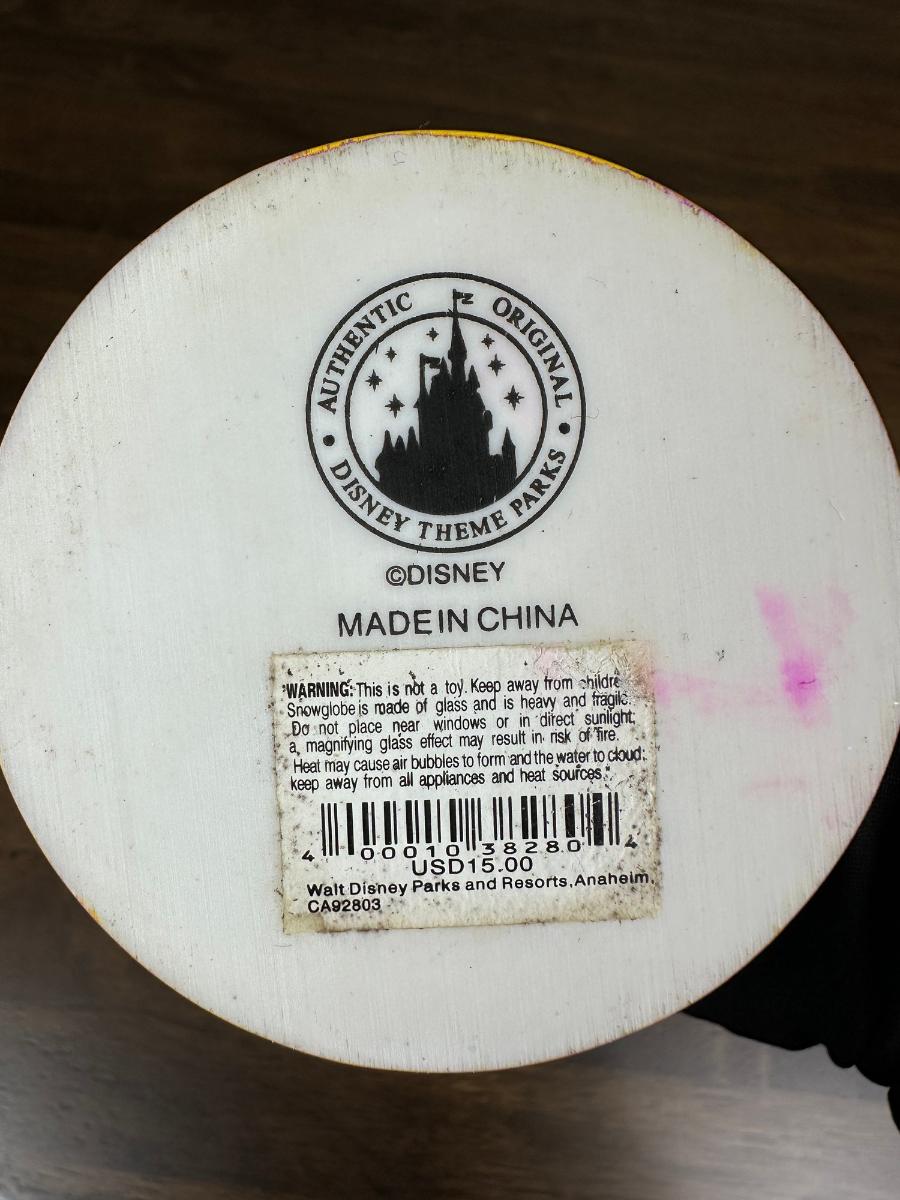 AUTHENTIC ORIGINAL
DISNEY THEME PARKS
©DISNEY
MADE IN CHINA
WARNING: This is not a toy. Keep away from childre
Snowglobe is made of glass and is heavy and fragile.
Do not place near windows or in direct sunlight;
a magnifying glass effect may result in risk of fire.
Heat may cause air bubbles to form and the water to cloud:
keep away from all appliances and heat sources.
4 00010 38280 4
USD15.00
Walt Disney Parks and Resorts,Anaheim,
CA92803